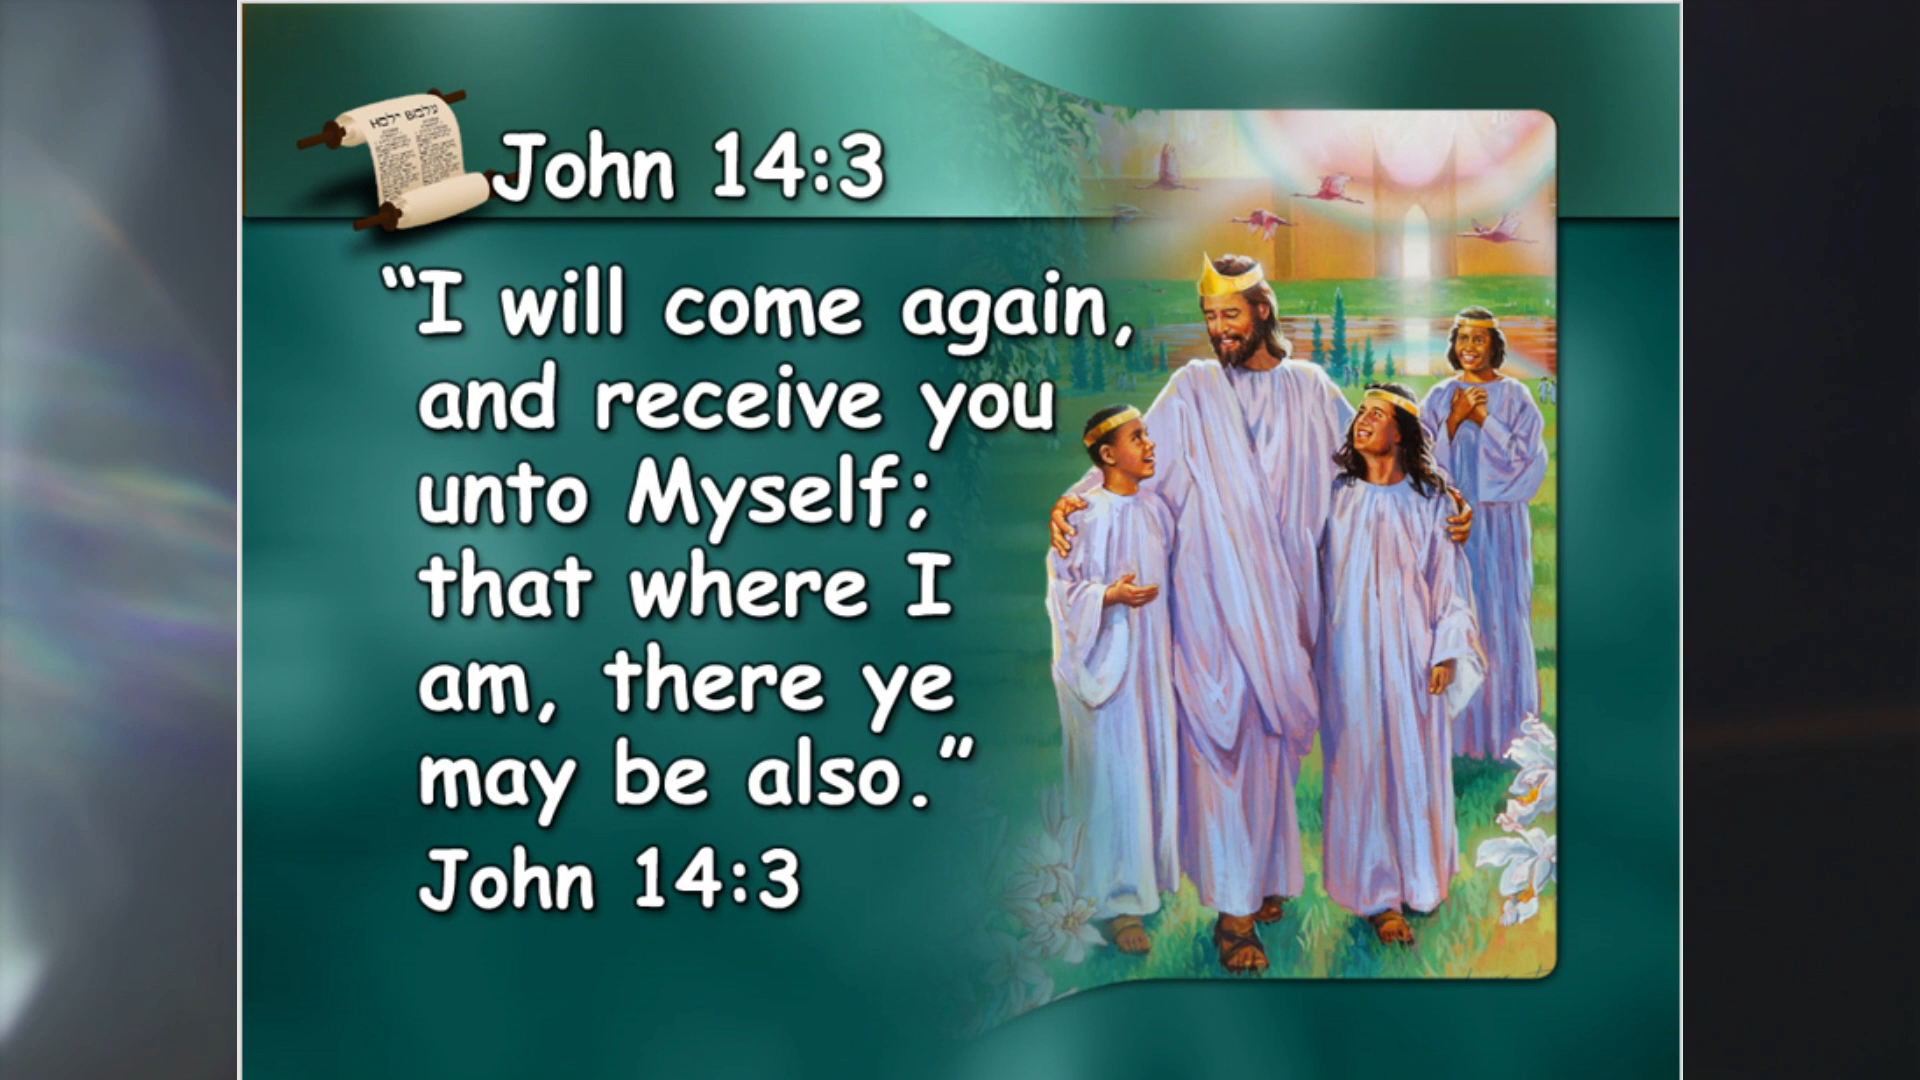 John 14:3
“I will come again,
and receive you
unto Myself;
that where I
am, there ye
may be also.”
John 14:3